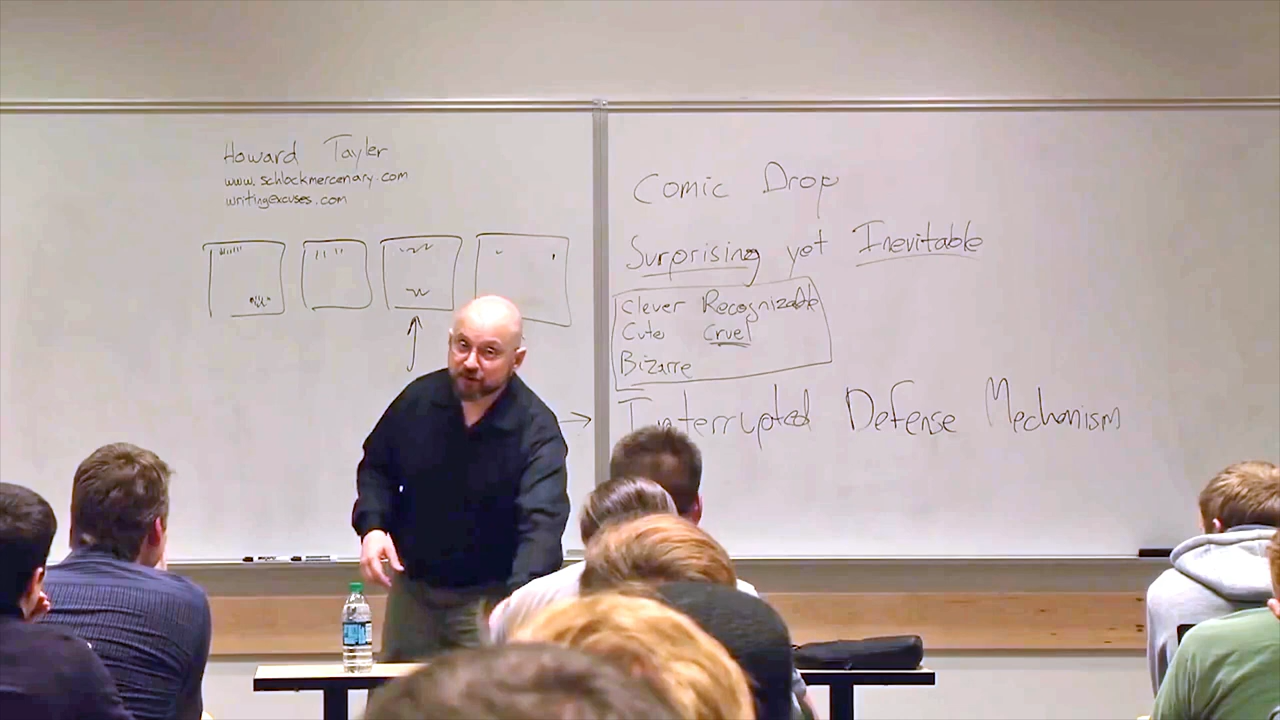 Howard Tayler
www.schlockmercenary.com
writingexcuses.com
Comic Drop
Surprising yet Inevitable
Clever Recognizable
Cute Cruel
Bizarre
Interrupted Defense Mechanism